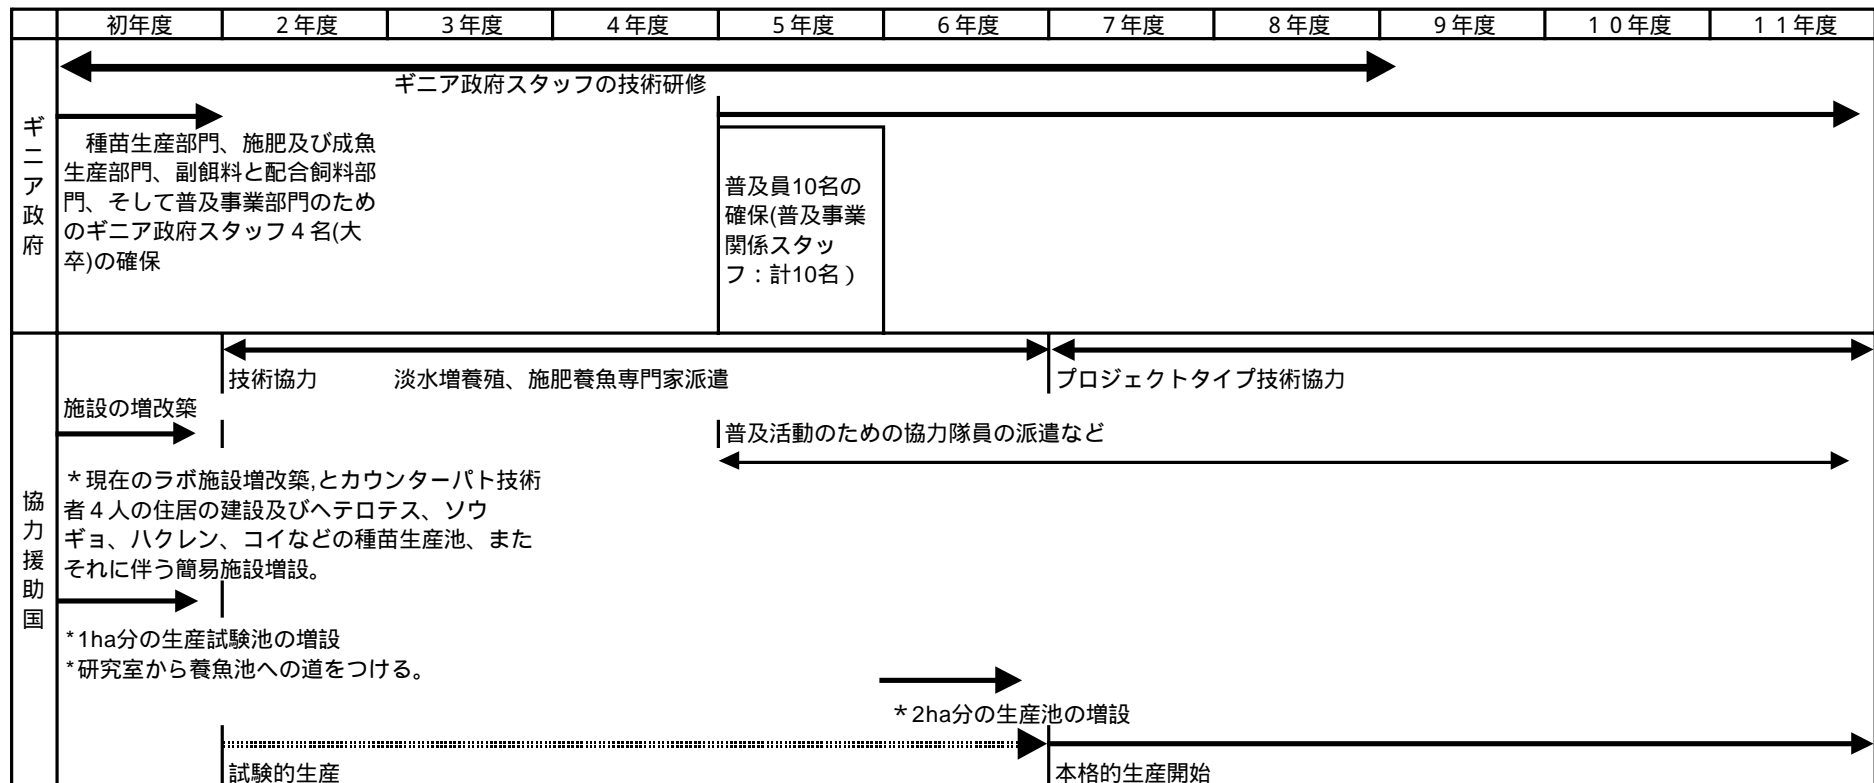 初年度 2年度 3年度 4年度 5年度 6年度 7年度 8年度 9年度 10年度 11年度
ギニア政府
ギニア政府スタッフの技術研修
種苗生産部門、施肥及び成魚
生産部門、副餌料と配合飼料部
門、そして普及事業部門のため
のギニア政府スタッフ4名(大
卒)の確保
普及員10名の
確保(普及事業
関係スタッ
フ:計10名)
協力援助国
技術協力 淡水増養殖、施肥養魚専門家派遣
プロジェクトタイプ技術協力
施設の増改築
普及活動のための協力隊員の派遣など
*現在のラボ施設増改築,とカウンターパト技術
者4人の住居の建設及びヘテロテス、ソウ
ギョ、ハクレン、コイなどの種苗生産池、また
それに伴う簡易施設増設。
*1ha分の生産試験池の増設
*研究室から養魚池への道をつける。
*2ha分の生産池の増設
試験的生産
本格的生産開始